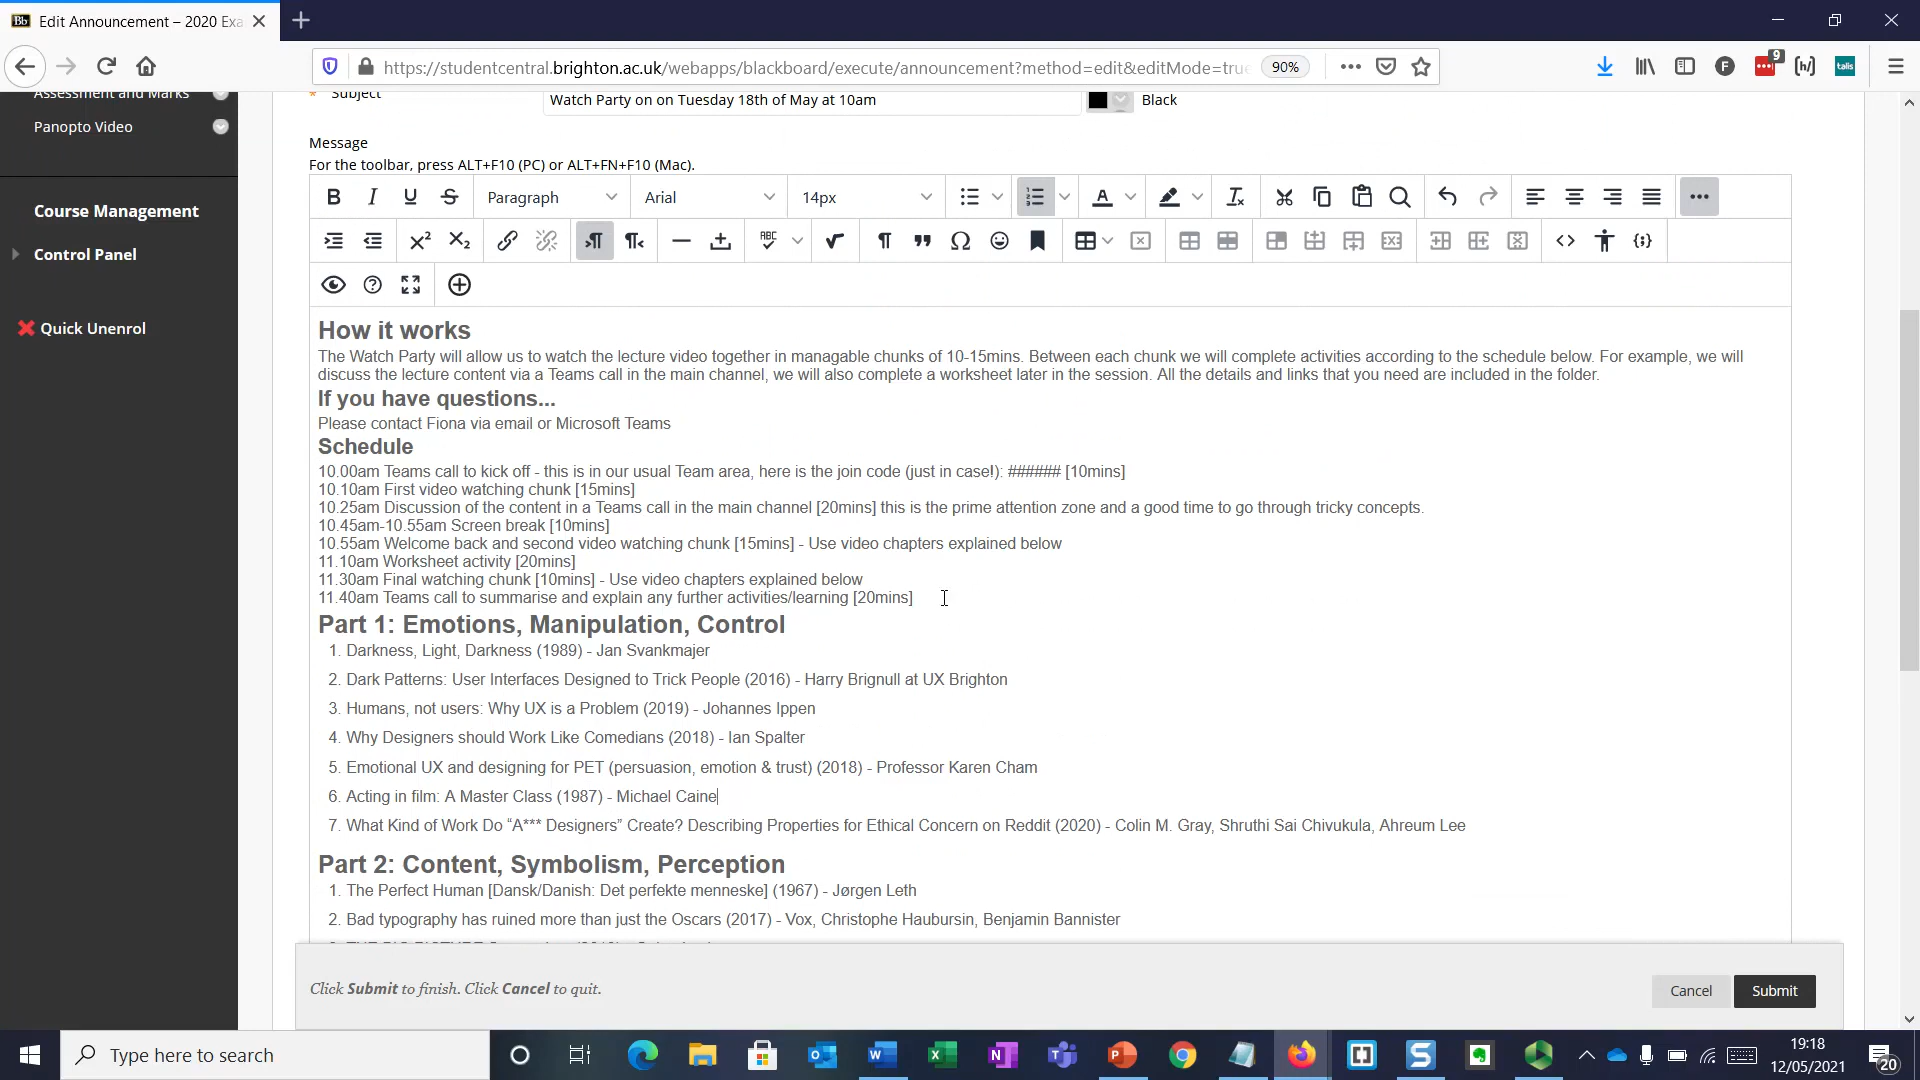 Edit Announcement – 2020 Exa
https://studentcentral.brighton.ac.uk/webapps/blackboard/execute/announcement?method=edit&editMode=tru
90%
9
talis
Assessment and Marks
Panopto Video
Course Management
Control Panel
Quick Unenrol
* Subject
Watch Party on on Tuesday 18th of May at 10am
Black
Message
For the toolbar, press ALT+F10 (PC) or ALT+FN+F10 (Mac).
Paragraph
Arial
14px
How it works
The Watch Party will allow us to watch the lecture video together in managable chunks of 10-15mins. Between each chunk we will complete activities according to the schedule below. For example, we will
discuss the lecture content via a Teams call in the main channel, we will also complete a worksheet later in the session. All the details and links that you need are included in the folder.
If you have questions...
Please contact Fiona via email or Microsoft Teams
Schedule
10.00am Teams call to kick off - this is in our usual Team area, here is the join code (just in case!): ###### [10mins]
10.10am First video watching chunk [15mins]
10.25am Discussion of the content in a Teams call in the main channel [20mins] this is the prime attention zone and a good time to go through tricky concepts.
10.45am-10.55am Screen break [10mins]
10.55am Welcome back and second video watching chunk [15mins] - Use video chapters explained below
11.10am Worksheet activity [20mins]
11.30am Final watching chunk [10mins] - Use video chapters explained below
11.40am Teams call to summarise and explain any further activities/learning [20mins]
Part 1: Emotions, Manipulation, Control
1. Darkness, Light, Darkness (1989) - Jan Svankmajer
2. Dark Patterns: User Interfaces Designed to Trick People (2016) - Harry Brignull at UX Brighton
3. Humans, not users: Why UX is a Problem (2019) - Johannes Ippen
4. Why Designers should Work Like Comedians (2018) - Ian Spalter
5. Emotional UX and designing for PET (persuasion, emotion & trust) (2018) - Professor Karen Cham
6. Acting in film: A Master Class (1987) - Michael Caine
7. What Kind of Work Do “A*** Designers” Create? Describing Properties for Ethical Concern on Reddit (2020) - Colin M. Gray, Shruthi Sai Chivukula, Ahreum Lee
Part 2: Content, Symbolism, Perception
1. The Perfect Human [Dansk/Danish: Det perfekte menneske] (1967) - Jørgen Leth
2. Bad typography has ruined more than just the Oscars (2017) - Vox, Christophe Haubursin, Benjamin Bannister
Click Submit to finish. Click Cancel to quit.
Cancel
Submit
Type here to search
19:18
12/05/2021
20